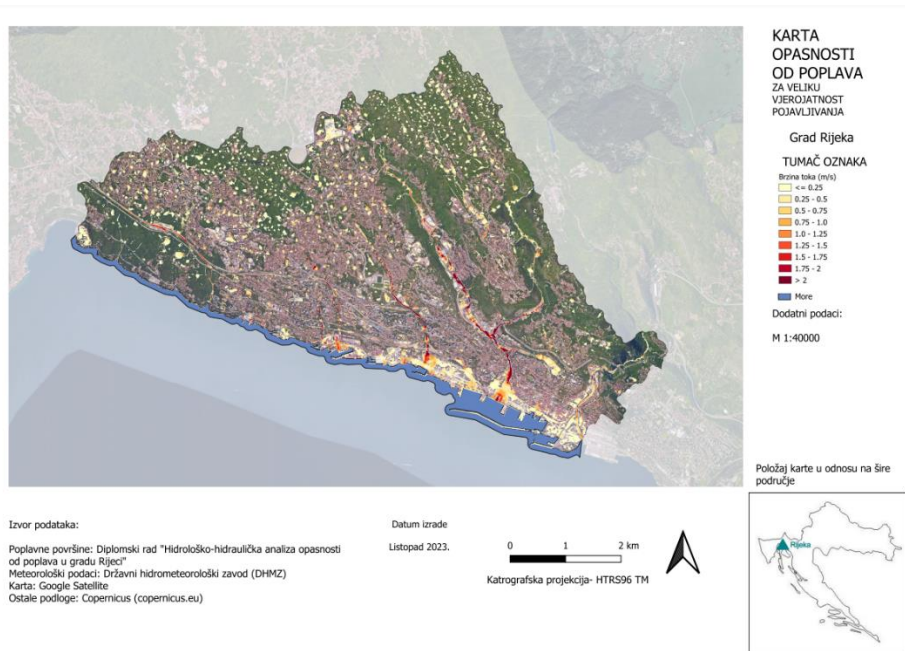 KARTA
OPASNOSTI
OD POPLAVA
ZA VELIKU
VJEROJATNOST
POJAVLJIVANJA
Grad Rijeka
TUMAČ OZNAKA
Brzina toka (m/s)
<= 0.25
0.25 - 0.5
0.5 - 0.75
0.75 - 1.0
1.0 - 1.25
1.25 - 1.5
1.5 - 1.75
1.75 - 2
> 2
More
Dodatni podaci:
M 1:40000
Položaj karte u odnosu na šire
područje
Rijeka
Izvor podataka:
Poplavne površine: Diplomski rad "Hidrološko-hidraulička analiza opasnosti
od poplava u gradu Rijeci"
Meteorološki podaci: Državni hidrometeorološki zavod (DHMZ)
Karta: Google Satellite
Ostale podloge: Copernicus (copernicus.eu)
Datum izrade
Listopad 2023.
0 1 2 km
Katrografska projekcija- HTRS96 TM